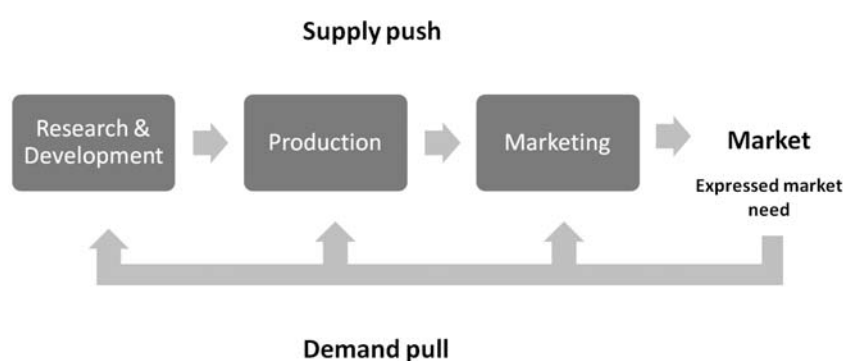 Supply push
Research &
Development
Production
Marketing
Market
Expressed market
need
Demand pull